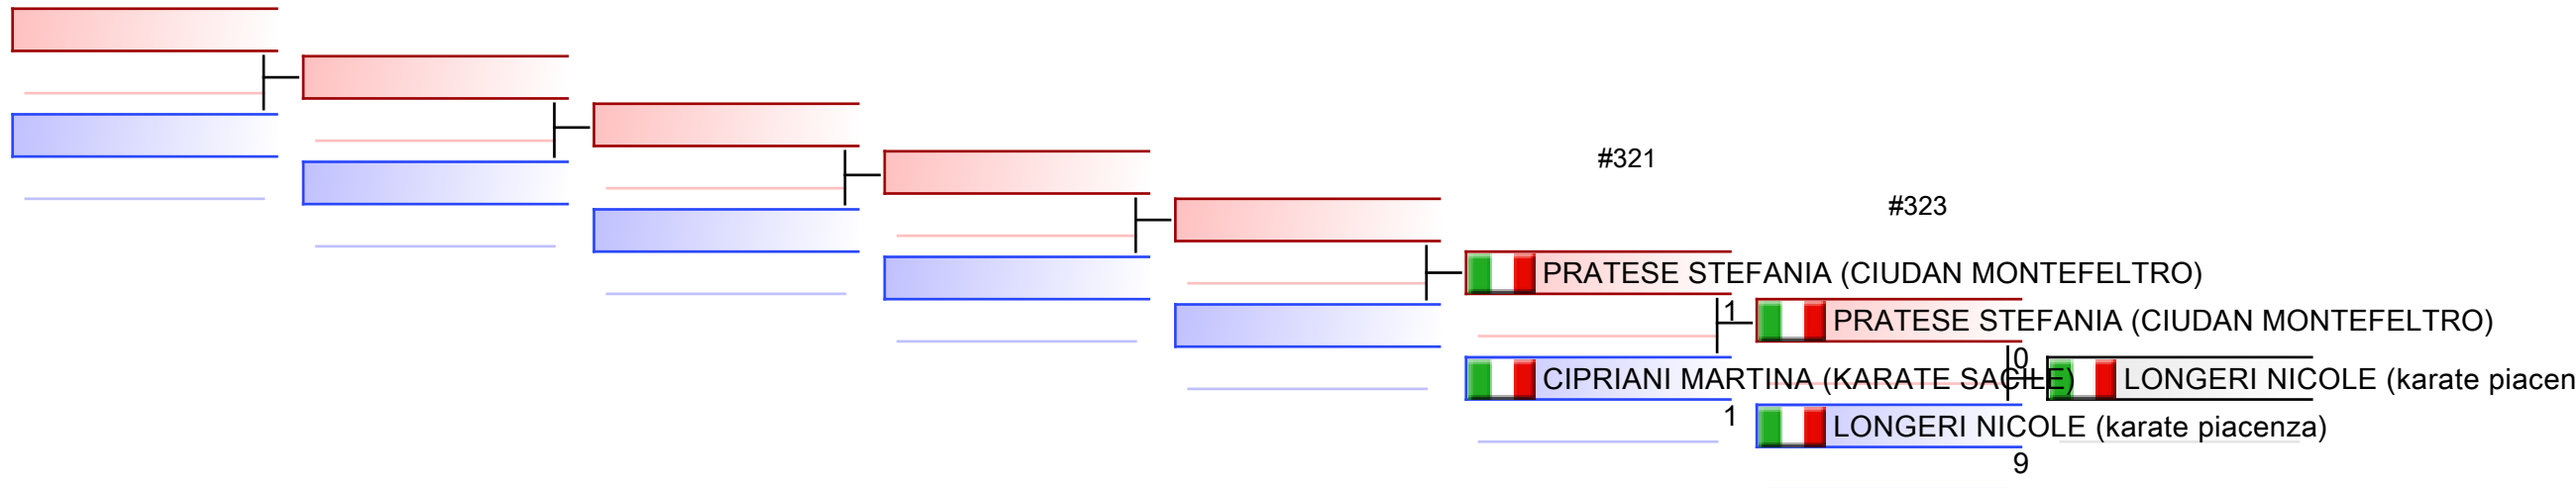 #321
#323
PRATESE STEFANIA (CIUDAN MONTEFELTRO)
1
PRATESE STEFANIA (CIUDAN MONTEFELTRO)
0
CIPRIANI MARTINA (KARATE SACILE)
LONGERI NICOLE (karate piacen
1
LONGERI NICOLE (karate piacenza)
9